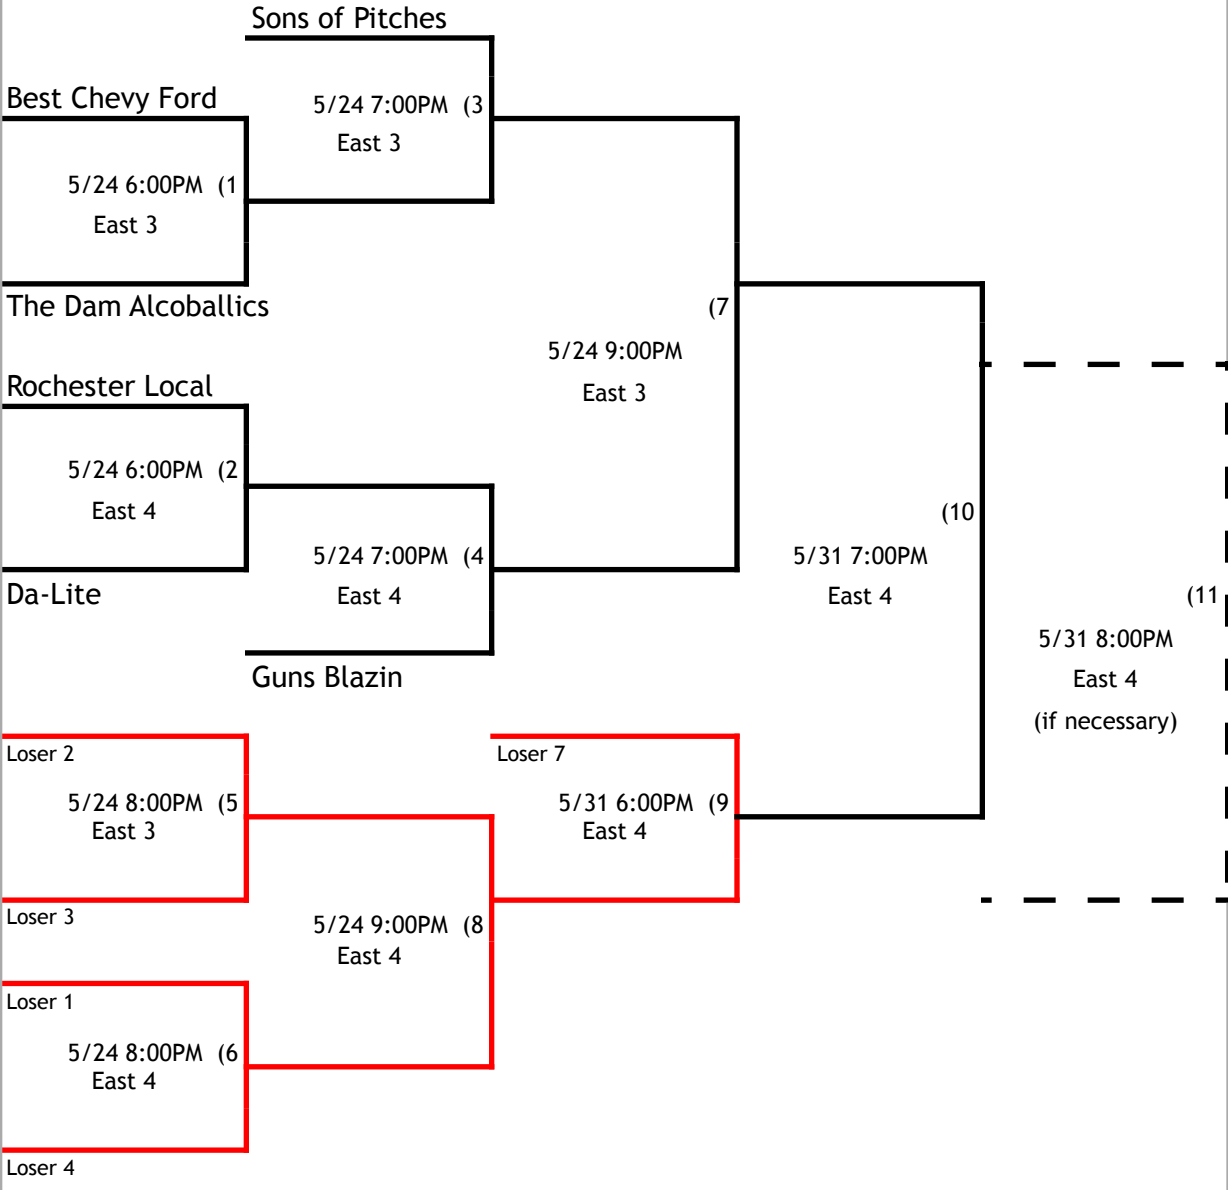 Sons of Pitches
Best Chevy Ford
5/24 7:00PM (3
East 3
5/24 6:00PM (1
East 3
The Dam Alcoballics
(7
5/24 9:00PM
East 3
Rochester Local
5/24 6:00PM (2
East 4
(10
5/31 7:00PM
East 4
5/24 7:00PM (4
East 4
Da-Lite
(11
5/31 8:00PM
East 4
(if necessary)
Guns Blazin
Loser 2
Loser 7
5/24 8:00PM (5
East 3
5/31 6:00PM (9
East 4
Loser 3
5/24 9:00PM (8
East 4
Loser 1
5/24 8:00PM (6
East 4
Loser 4